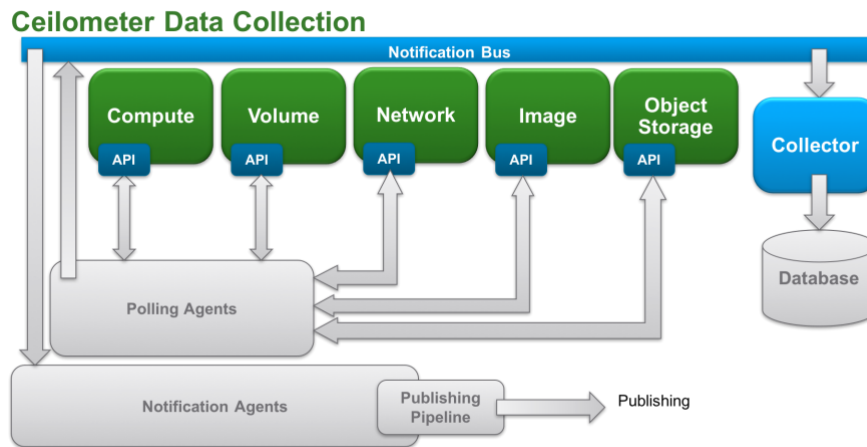 Ceilometer Data Collection
Notification Bus
Compute
Volume
Network
Image
Object
Storage
API
API
API
API
API
Collector
Database
Polling Agents
Notification Agents
Publishing
Pipeline
Publishing